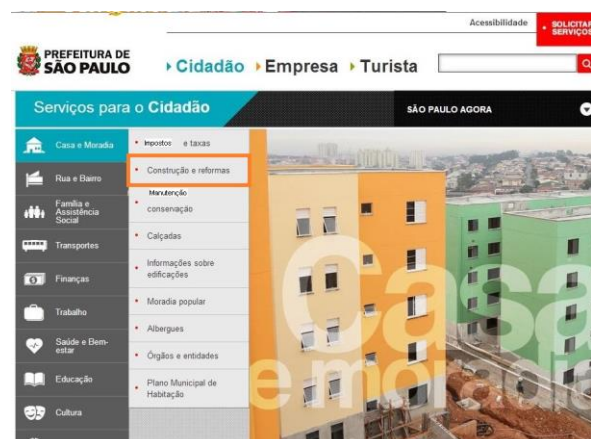 Acessibilidade
SOLICITAR
SERVIÇOS
PREFEITURA DE
SÃO PAULO
Cidadão
Empresa
Turista
Serviços para o Cidadão
SÃO PAULO AGORA
Casa e Moradia
Rua e Bairro
Família e
Assistência
Social
Transportes
Finanças
Trabalho
Saúde e Bem-
estar
Educação
Cultura
Impostos e taxas
Construção e reformas
Manutenção
conservação
Calçadas
Informações sobre
edificações
Moradia popular
Albergues
Órgãos e entidades
Plano Municipal de
Habitação
Casa
e moradia